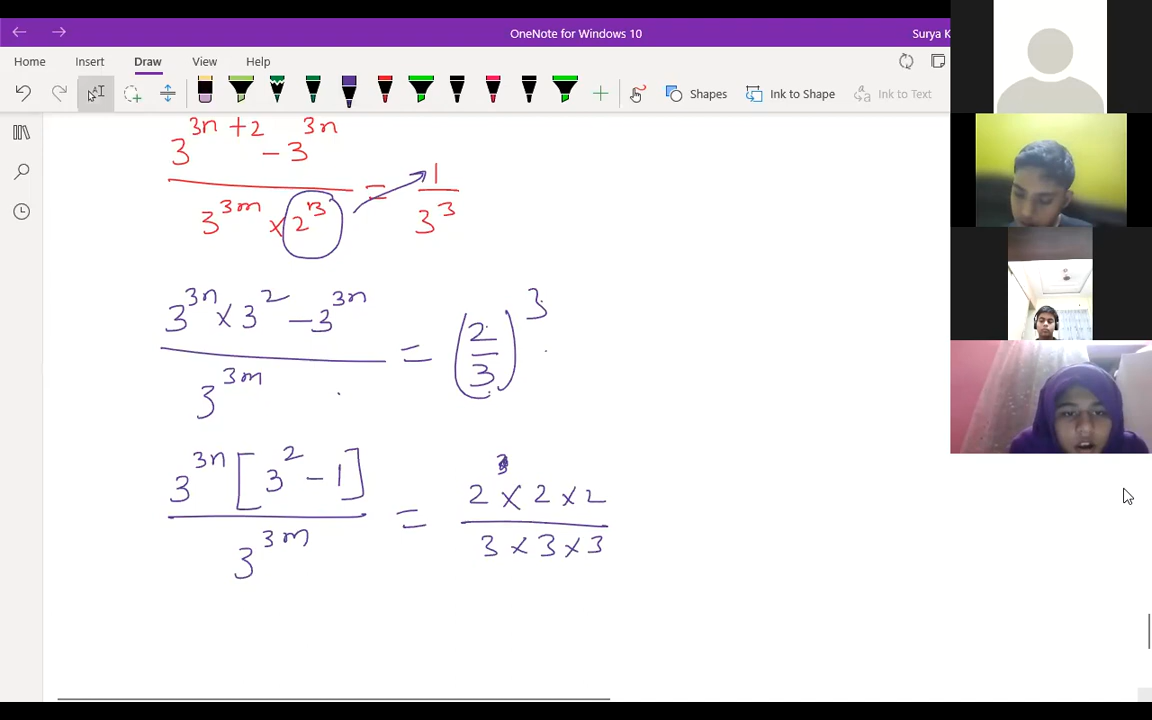 OneNote for Windows 10
Surya K
Home Insert Draw View Help
Shapes Ink to Shape Ink to Text
3^{3n+2} - 3^{3n}
3^{3m} × 2^3 = 1 / 3^3
3^{3n} × 3^2 - 3^{3n} / 3^{3m} = (2/3)^3
3^{3n} [3^2 - 1] / 3^{3m} = 2 × 2 × 2 / 3 × 3 × 3